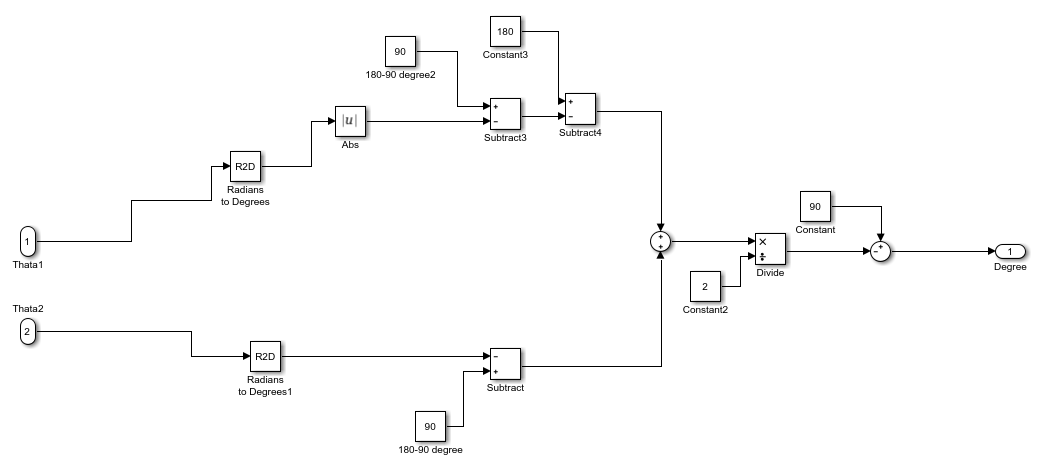 180
Constant3
90
180-90 degree2
+
−
Subtract3
+
−
Subtract4
|u|
Abs
R2D
Radians
to Degrees
1
Thata1
Thata2
2
R2D
Radians
to Degrees1
−
+
Subtract
90
180-90 degree
+
+
2
Constant2
×
÷
Divide
90
Constant
+
−
1
Degree